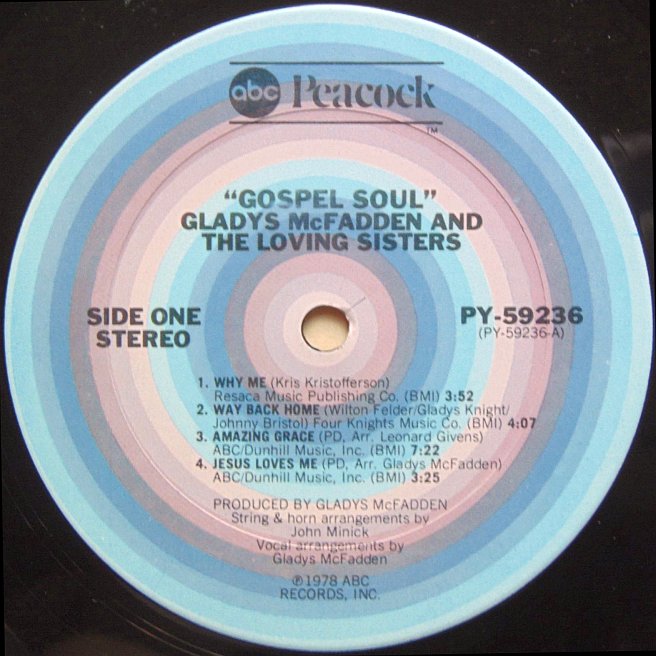 abc Peacock
TM
"GOSPEL SOUL"
GLADYS McFADDEN AND
THE LOVING SISTERS
SIDE ONE
STEREO
PY-59236
(PY-59236-A)
1. WHY ME (Kris Kristofferson)
Resaca Music Publishing Co. (BMI) 3:52
2. WAY BACK HOME (Wilton Felder/Gladys Knight/
Johnny Bristol) Four Knights Music Co. (BMI) 4:07
3. AMAZING GRACE (PD, Arr. Leonard Givens)
ABC/Dunhill Music, Inc. (BMI) 7:22
4. JESUS LOVES ME (PD, Arr. Gladys McFadden)
ABC/Dunhill Music, Inc. (BMI) 3:25
PRODUCED BY GLADYS McFADDEN
String & horn arrangements by
John Minick
Vocal arrangements by
Gladys McFadden
℗1978 ABC
RECORDS, INC.